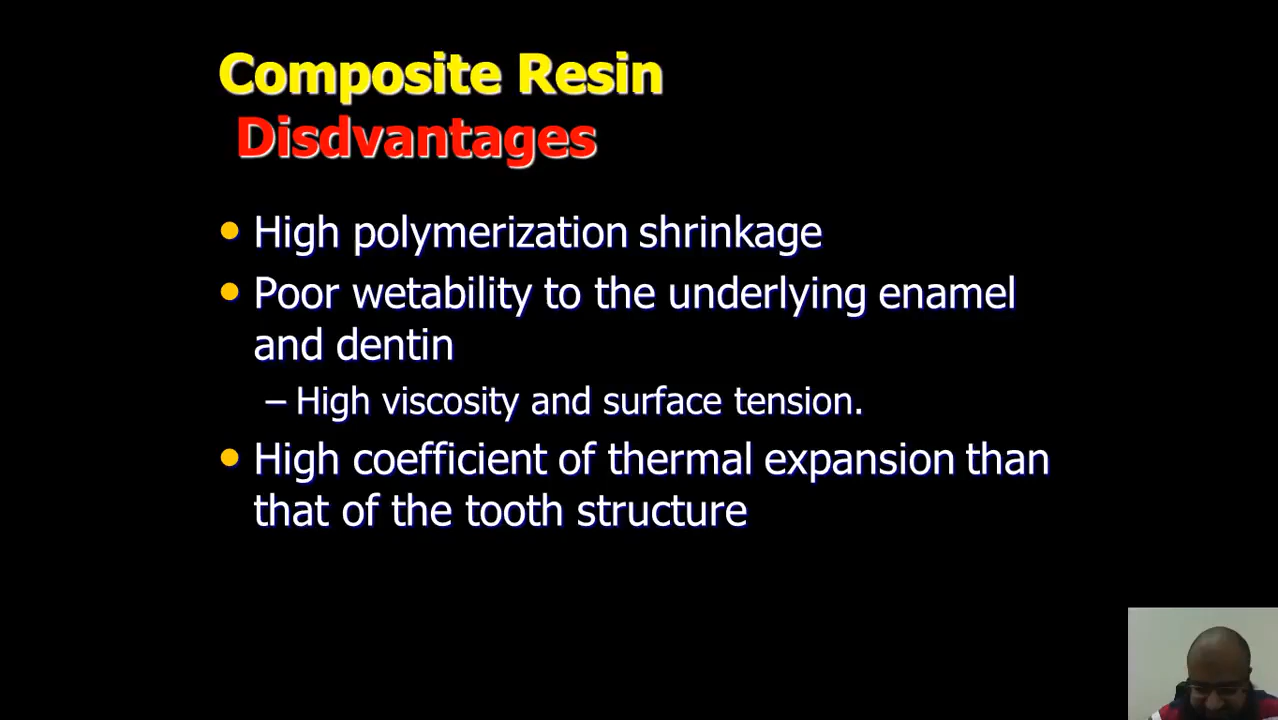 Composite Resin
Disdvantages
• High polymerization shrinkage
• Poor wetability to the underlying enamel
and dentin
– High viscosity and surface tension.
• High coefficient of thermal expansion than
that of the tooth structure